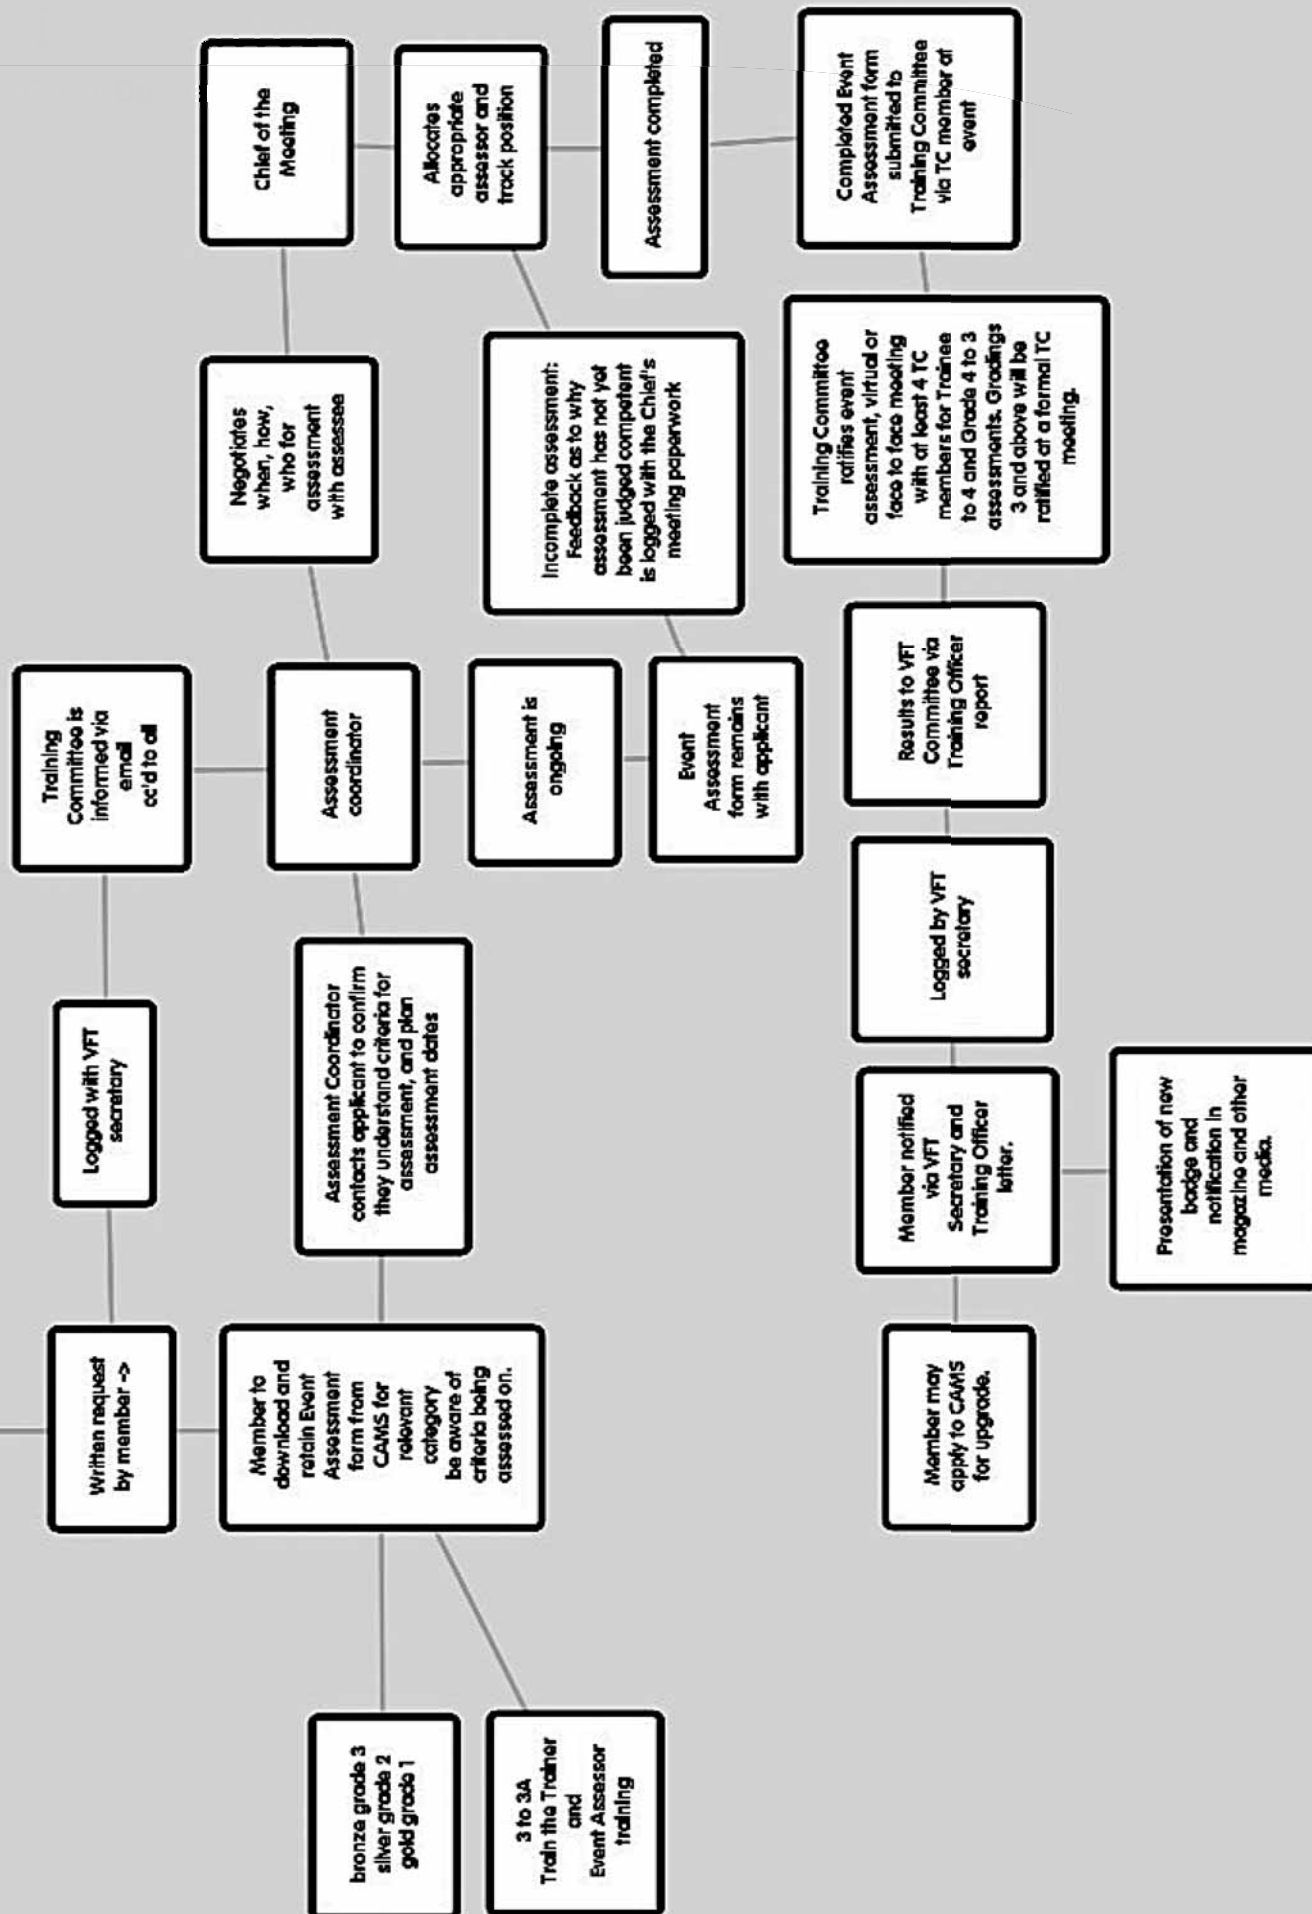 Written request
by member ->
Logged with VFT
secretary
Training
Committee is
informed via
email
cc'd to all
Member to
download and
retain Event
Assessment
form from
CAMS for
relevant
category
be aware of
criteria being
assessed on.
Assessment Coordinator
contacts applicant to confirm
they understand criteria for
assessment, and plan
assessment dates
Assessment
coordinator
Negotiates
when, how,
who for
assessment
with assessee
Chief of the
Meeting
bronze grade 3
silver grade 2
gold grade 1
3 to 3A
Train the Trainer
and
Event Assessor
training
Assessment is
ongoing
Allocates
appropriate
assessor and
track position
Incomplete assessment:
Feedback as to why
assessment has not yet
been judged competent
is logged with the Chief's
meeting paperwork
Event
Assessment
form remains
with applicant
Assessment completed
Completed Event
Assessment form
submitted to
Training Committee
via TC member at
event
Training Committee
ratifies event
assessment, virtual or
face to face meeting
with at least 4 TC
members for Trainee
to 4 and Grade 4 to 3
assessments. Gradings
3 and above will be
ratified at a formal TC
meeting.
Results to VFT
Committee via
Training Officer
report
Logged by VFT
secretary
Member notified
via VFT
Secretary and
Training Officer
letter.
Member may
apply to CAMS
for upgrade.
Presentation of new
badge and
notification in
magazine and other
media.